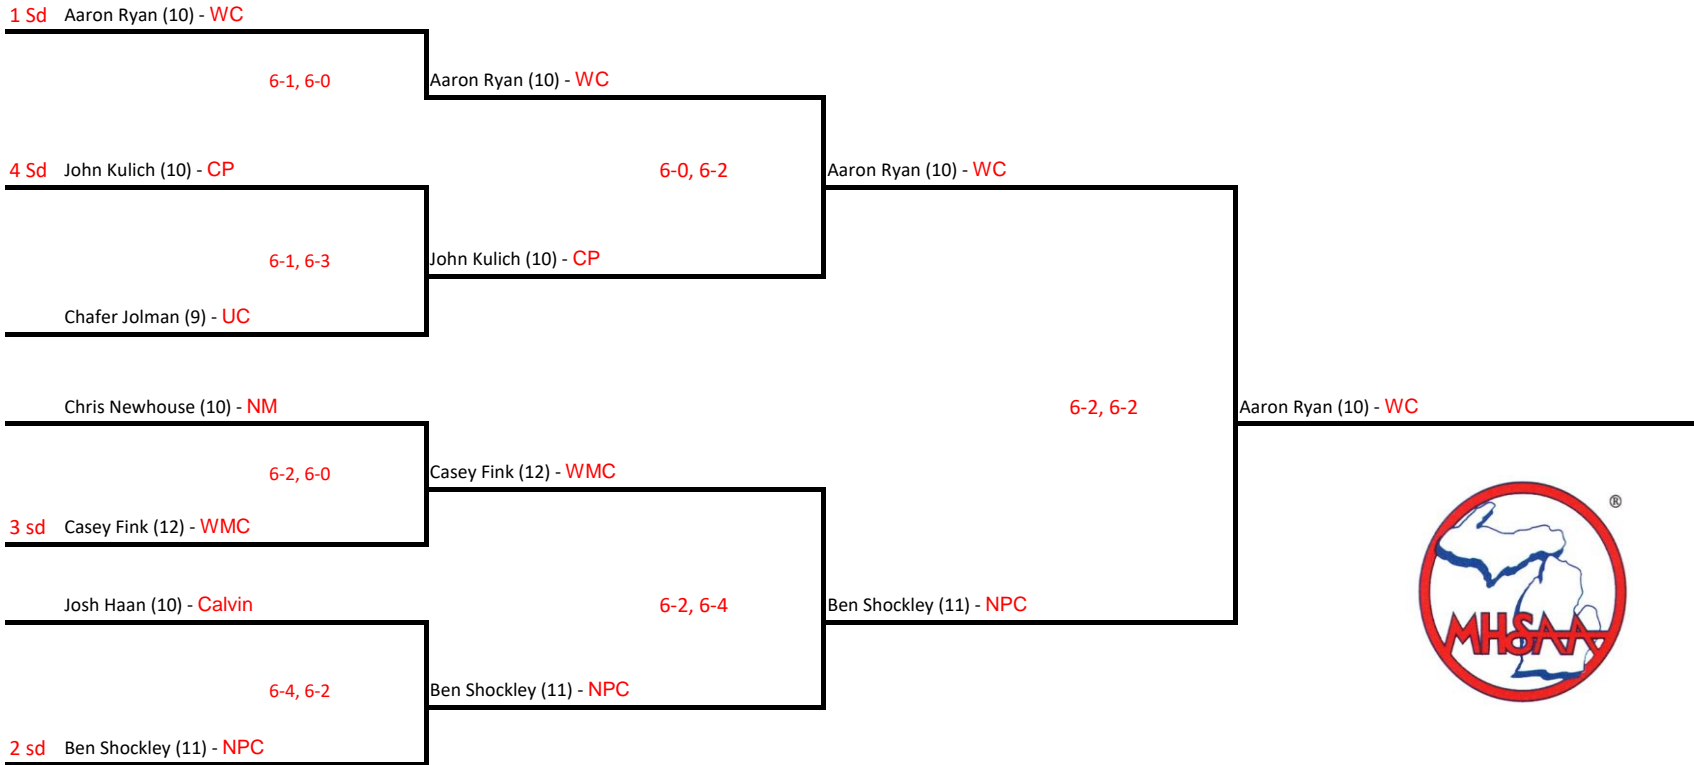 1 Sd Aaron Ryan (10) - WC
6-1, 6-0 Aaron Ryan (10) - WC
4 Sd John Kulich (10) - CP 6-0, 6-2 Aaron Ryan (10) - WC
6-1, 6-3 John Kulich (10) - CP
Chafer Jolman (9) - UC
Chris Newhouse (10) - NM 6-2, 6-2 Aaron Ryan (10) - WC
6-2, 6-0 Casey Fink (12) - WMC
3 sd Casey Fink (12) - WMC
Josh Haan (10) - Calvin 6-2, 6-4 Ben Shockley (11) - NPC
6-4, 6-2 Ben Shockley (11) - NPC
2 sd Ben Shockley (11) - NPC
®
MHSAA